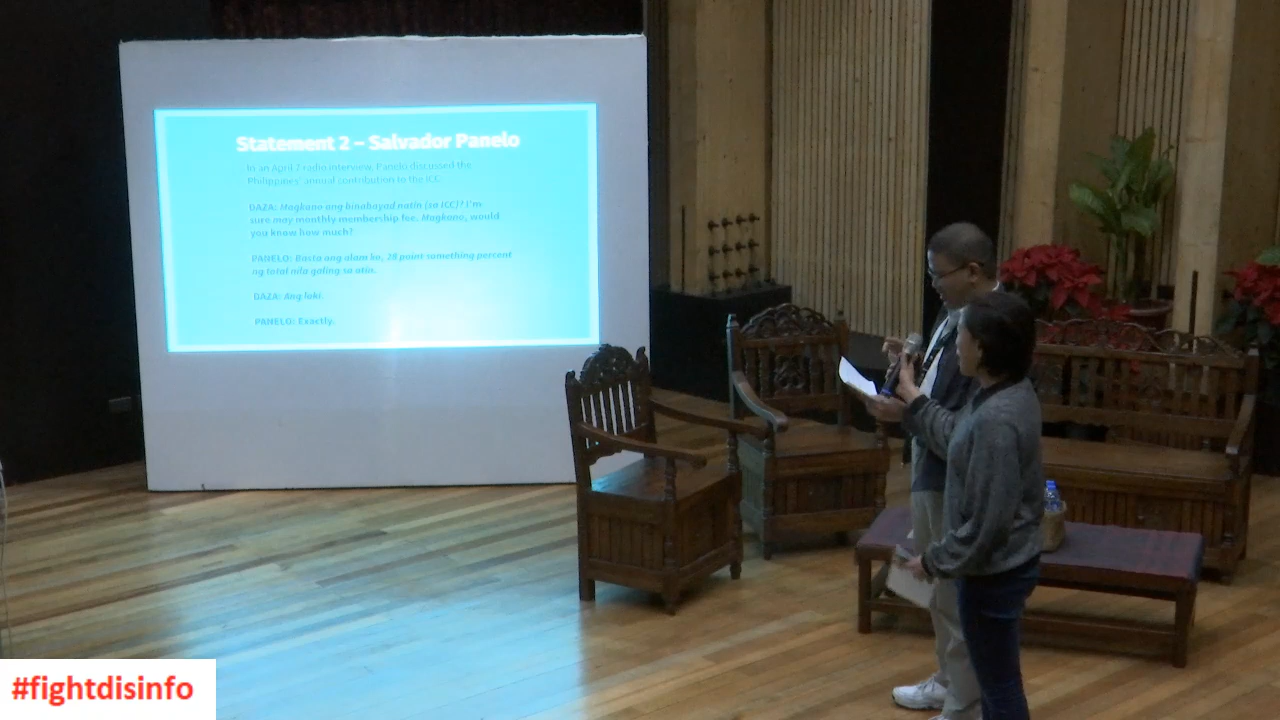 Statement 2 – Salvador Panelo
In an April 2 radio interview, Panelo discussed the
Philippines' annual contribution to the ICC.
DAZA: Magkano ang binabayad natin (sa ICC)? I'm
sure may monthly membership fee. Magkano, would
you know how much?
PANELO: Basta ang alam ko, 28 point something percent
ng total nila galing sa atin.
DAZA: Ang laki.
PANELO: Exactly.
#fightdisinfo